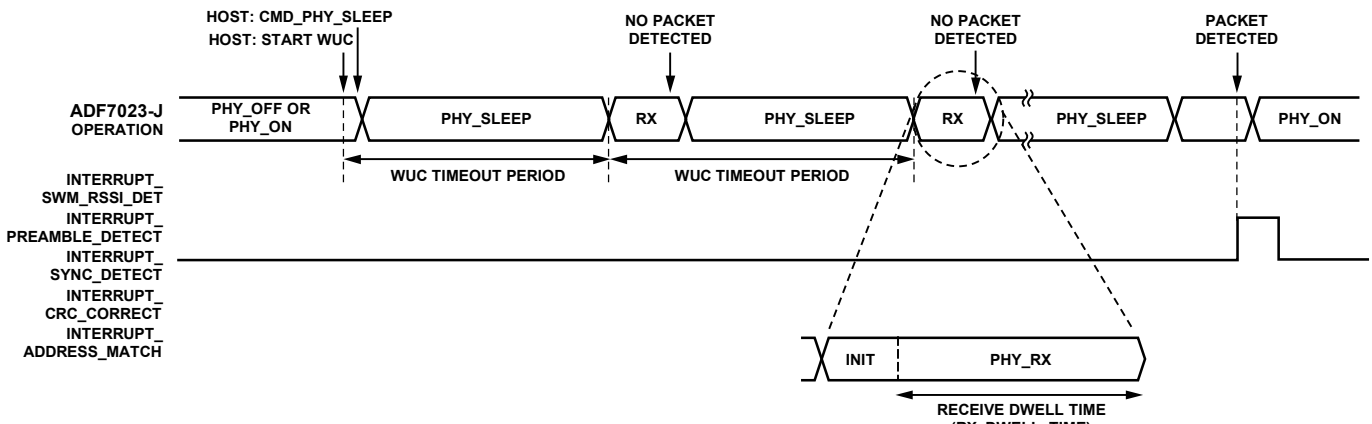 HOST: CMD_PHY_SLEEP
HOST: START WUC
NO PACKET
DETECTED
NO PACKET
DETECTED
PACKET
DETECTED
ADF7023-J
OPERATION
PHY_OFF OR
PHY_ON
PHY_SLEEP
RX
PHY_SLEEP
RX
PHY_SLEEP
PHY_ON
WUC TIMEOUT PERIOD
WUC TIMEOUT PERIOD
INTERRUPT_
SWM_RSSI_DET
INTERRUPT_
PREAMBLE_DETECT
INTERRUPT_
SYNC_DETECT
INTERRUPT_
CRC_CORRECT
INTERRUPT_
ADDRESS_MATCH
INIT
PHY_RX
RECEIVE DWELL TIME
(RX_DWELL_TIME)